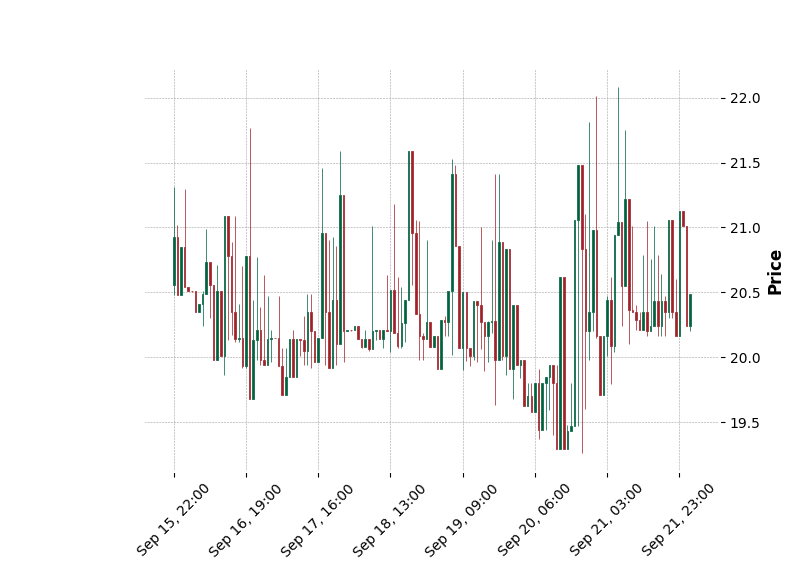 22.0
21.5
21.0
20.5
20.0
19.5
Price
Sep 15, 22:00
Sep 16, 19:00
Sep 17, 16:00
Sep 18, 13:00
Sep 19, 09:00
Sep 20, 06:00
Sep 21, 03:00
Sep 21, 23:00